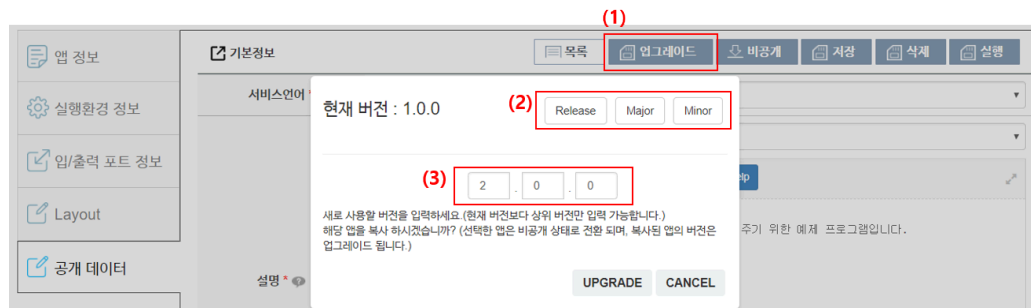 (1)
앱 정보
실행환경 정보
입/출력 포트 정보
Layout
공개 데이터
기본정보
목록 업그레이드 비공개 저장 삭제 실행
서비스언어 *
현재 버전 : 1.0.0
(2)
Release Major Minor
(3)
2 . 0 . 0
새로 사용할 버전을 입력하세요.(현재 버전보다 상위 버전만 입력 가능합니다.)
해당 앱을 복사 하시겠습니까? (선택한 앱은 비공개 상태로 전환 되며, 복사된 앱의 버전은
업그레이드 됩니다.)
UPGRADE CANCEL
주기 위한 예제 프로그램입니다.
설명 *